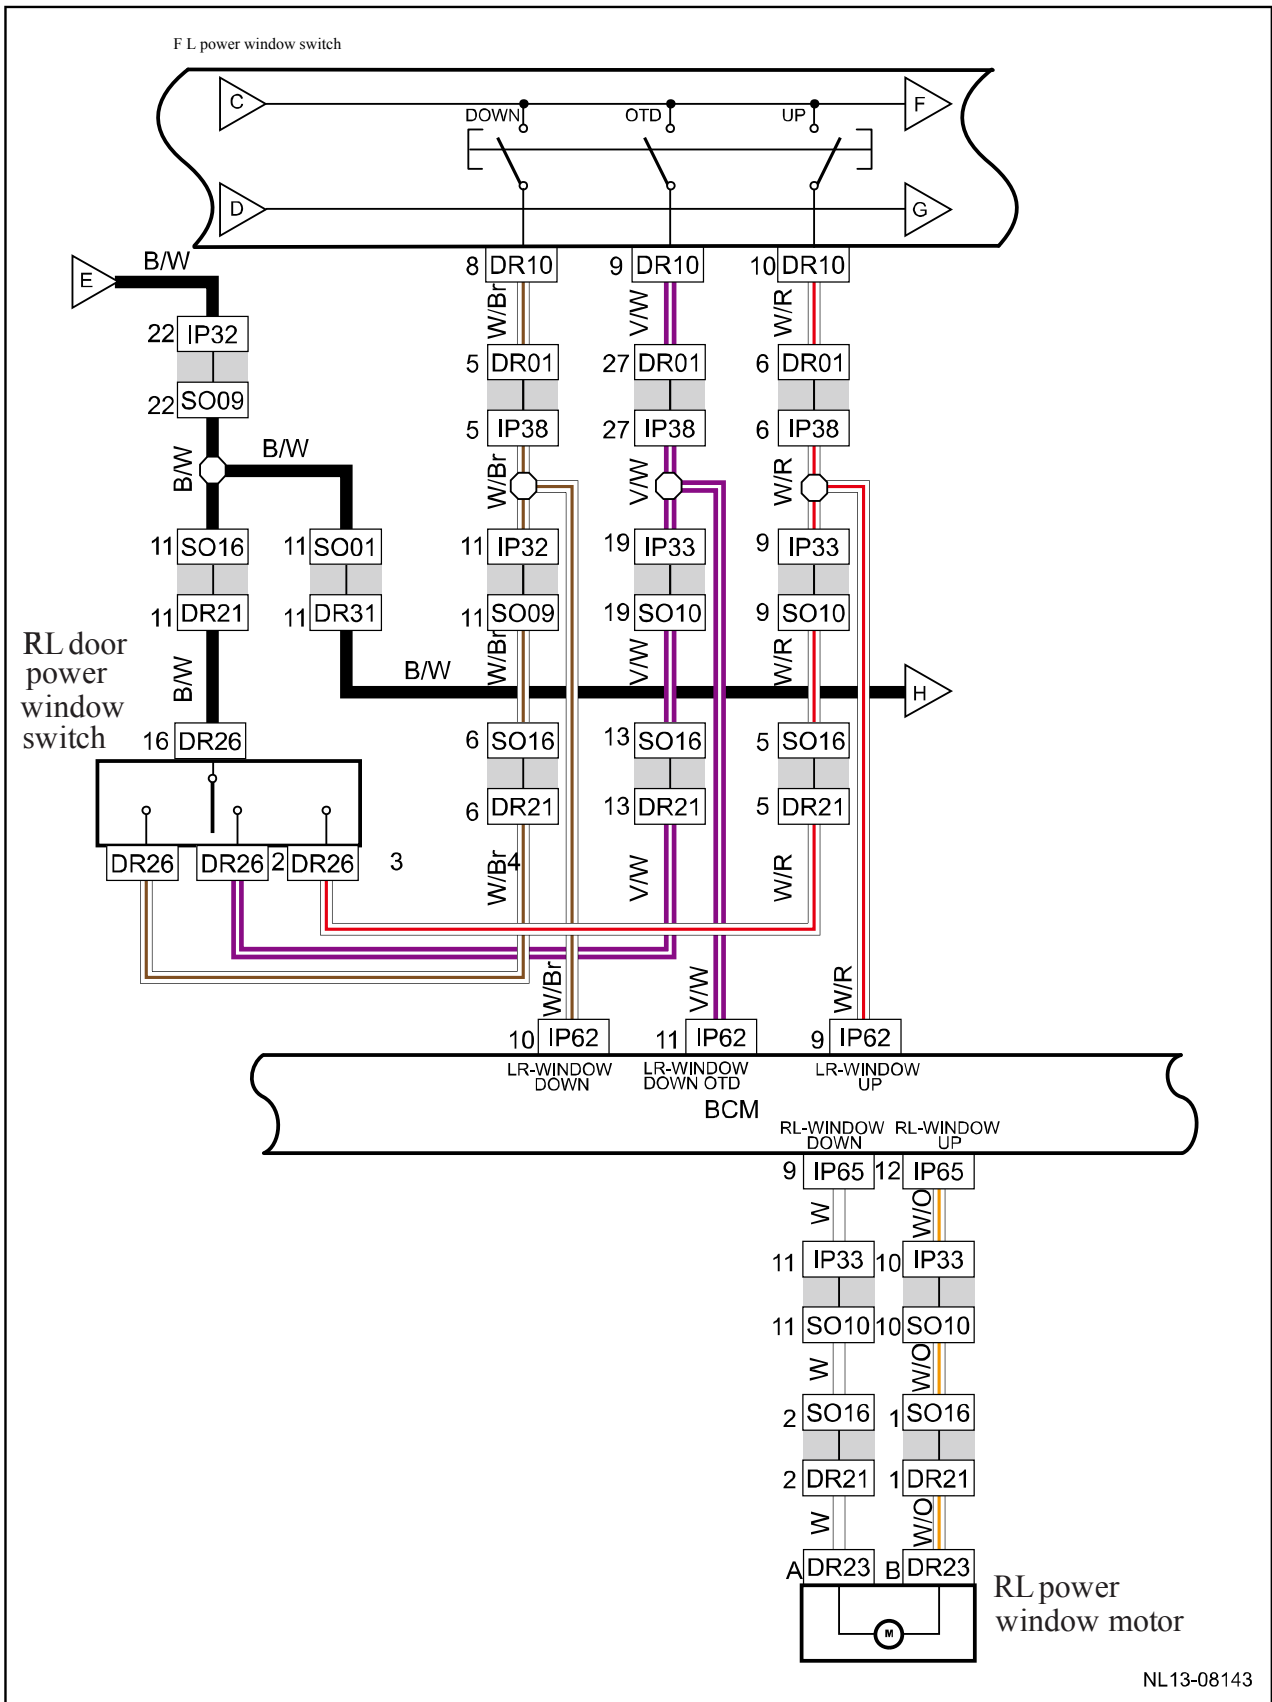 F L power window switch
C
F
DOWN
OTD
UP
D
G
E
B/W
8 DR10
9 DR10
10 DR10
W/Br
V/W
W/R
22 IP32
5 DR01
27 DR01
6 DR01
22 SO09
5 IP38
27 IP38
6 IP38
B/W
B/W
W/Br
V/W
W/R
11 SO16
11 SO01
11 IP32
19 IP33
9 IP33
11 DR21
11 DR31
11 SO09
19 SO10
9 SO10
RL door
power
window
switch
B/W
B/W
W/Br
V/W
W/R
H
16 DR26
6 SO16
13 SO16
5 SO16
6 DR21
13 DR21
5 DR21
DR26
DR26 2
DR26
3
4
W/Br
V/W
W/R
W/Br
V/W
W/R
10 IP62
11 IP62
9 IP62
LR-WINDOW
DOWN
LR-WINDOW
DOWN OTD
LR-WINDOW
UP
BCM
RL-WINDOW
DOWN
RL-WINDOW
UP
9 IP65
12 IP65
W
W/O
11 IP33
10 IP33
11 SO10
10 SO10
W
W/O
2 SO16
1 SO16
2 DR21
1 DR21
W
W/O
A DR23
B DR23
M
RL power
window motor
NL13-08143